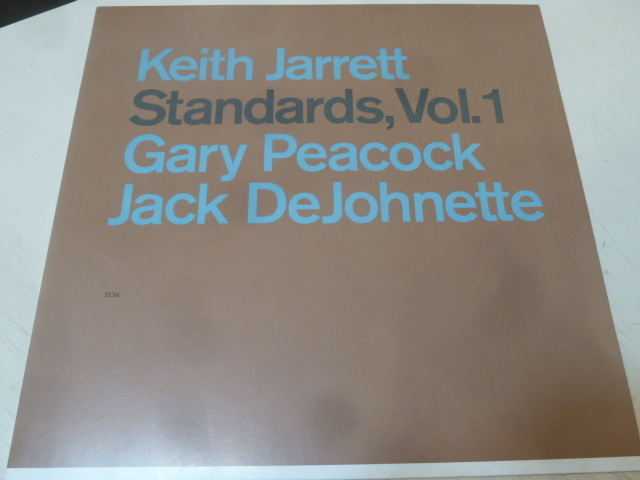 Keith Jarrett
Standards, Vol. 1
Gary Peacock
Jack DeJohnette
ECM